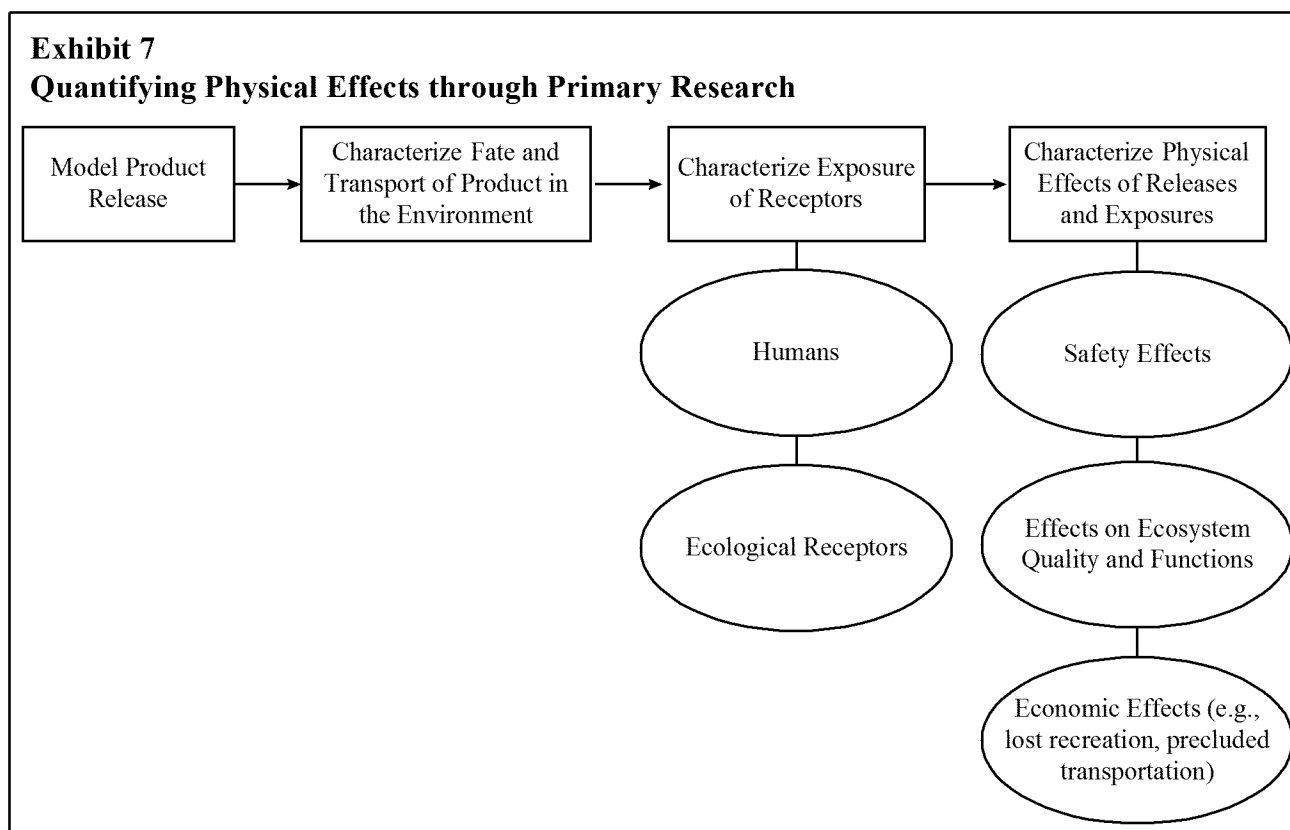 Exhibit 7
Quantifying Physical Effects through Primary Research
Model Product
Release
Characterize Fate and
Transport of Product in
the Environment
Characterize Exposure
of Receptors
Characterize Physical
Effects of Releases
and Exposures
Humans
Ecological Receptors
Safety Effects
Effects on Ecosystem
Quality and Functions
Economic Effects (e.g.,
lost recreation, precluded
transportation)